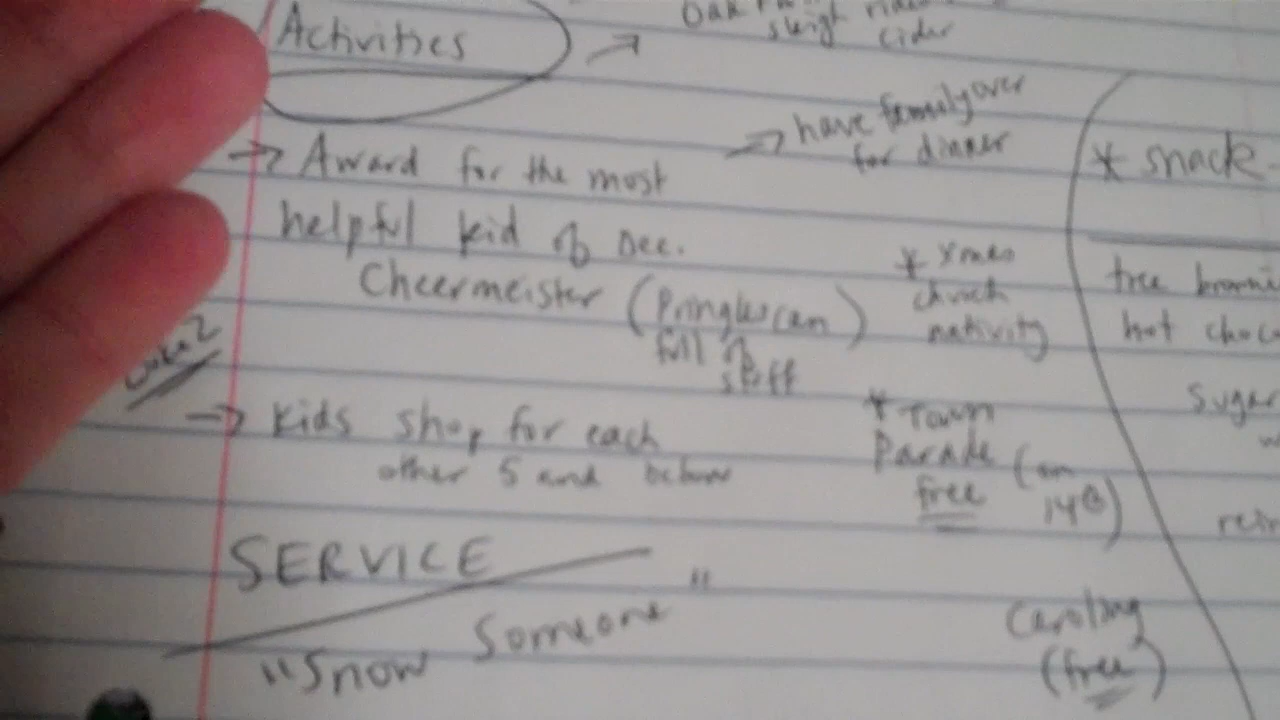 Activities
sleigh ride
cider
→ have family over
for dinner
→ Award for the most
helpful kid of Dec.
Cheermeister (Pringles can)
full of
stuff
* snack
* Xmas
church
nativity
tree
hot choc
→ Kids shop for each
other 5 and below
* Town
Parade (on
free 14th)
Sugar
SERVICE
"Snow Someone"
Caroling
(free)